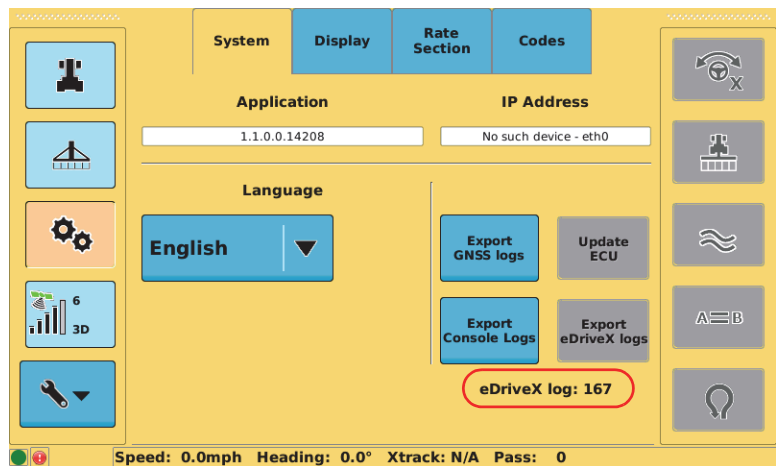 System
Display
Rate
Section
Codes
X
Application
IP Address
1.1.0.0.14208
No such device - eth0
Language
English
Export
GNSS logs
Update
ECU
6
3D
Export
Console Logs
Export
eDriveX logs
A=B
eDriveX log: 167
Speed: 0.0mph Heading: 0.0° Xtrack: N/A Pass: 0